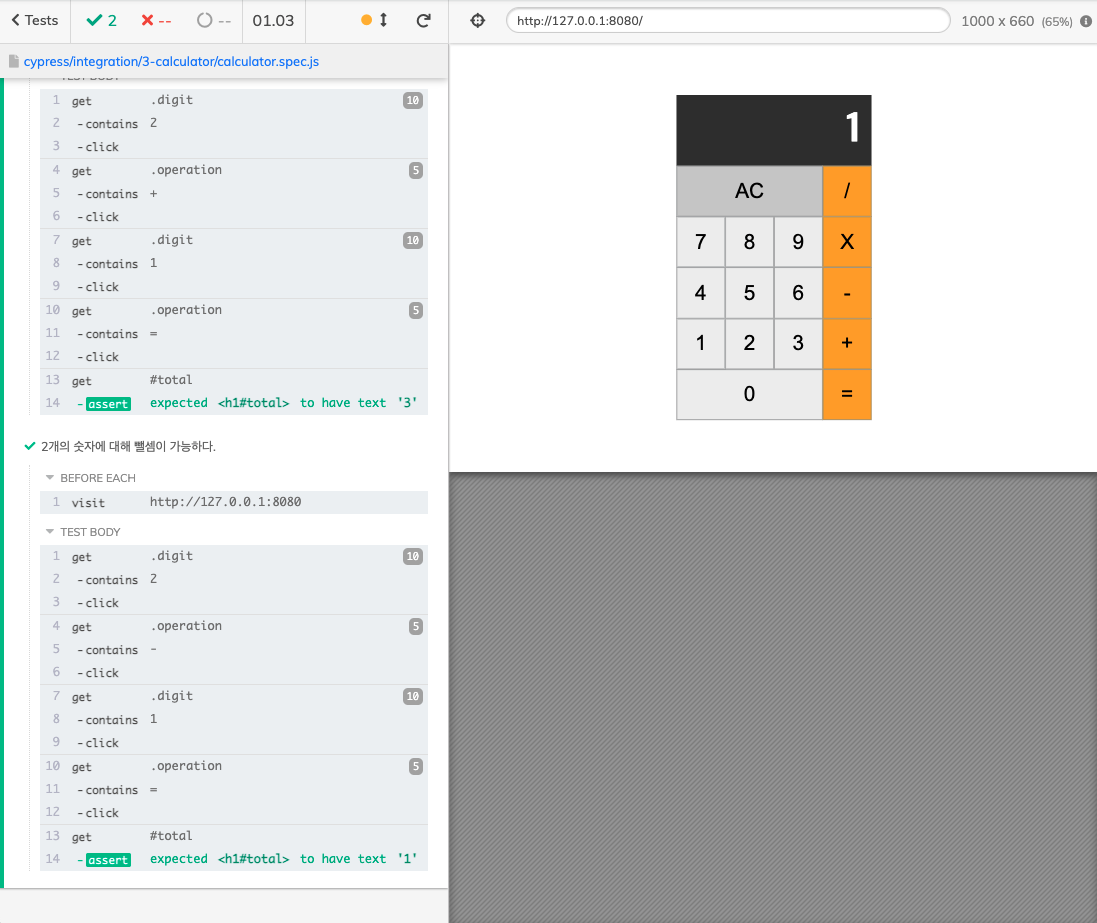 Tests 2 -- -- 01.03
http://127.0.0.1:8080/ 1000 x 660 (65%)
cypress/integration/3-calculator/calculator.spec.js
TEST BODY
1 get .digit 10
2 -contains 2
3 -click
4 get .operation 5
5 -contains +
6 -click
7 get .digit 10
8 -contains 1
9 -click
10 get .operation 5
11 -contains =
12 -click
13 get #total
14 -assert expected <h1#total> to have text '3'
2개의 숫자에 대해 뺄셈이 가능하다.
BEFORE EACH
1 visit http://127.0.0.1:8080
TEST BODY
1 get .digit 10
2 -contains 2
3 -click
4 get .operation 5
5 -contains -
6 -click
7 get .digit 10
8 -contains 1
9 -click
10 get .operation 5
11 -contains =
12 -click
13 get #total
14 -assert expected <h1#total> to have text '1'
1
AC /
7 8 9 X
4 5 6 -
1 2 3 +
0 =